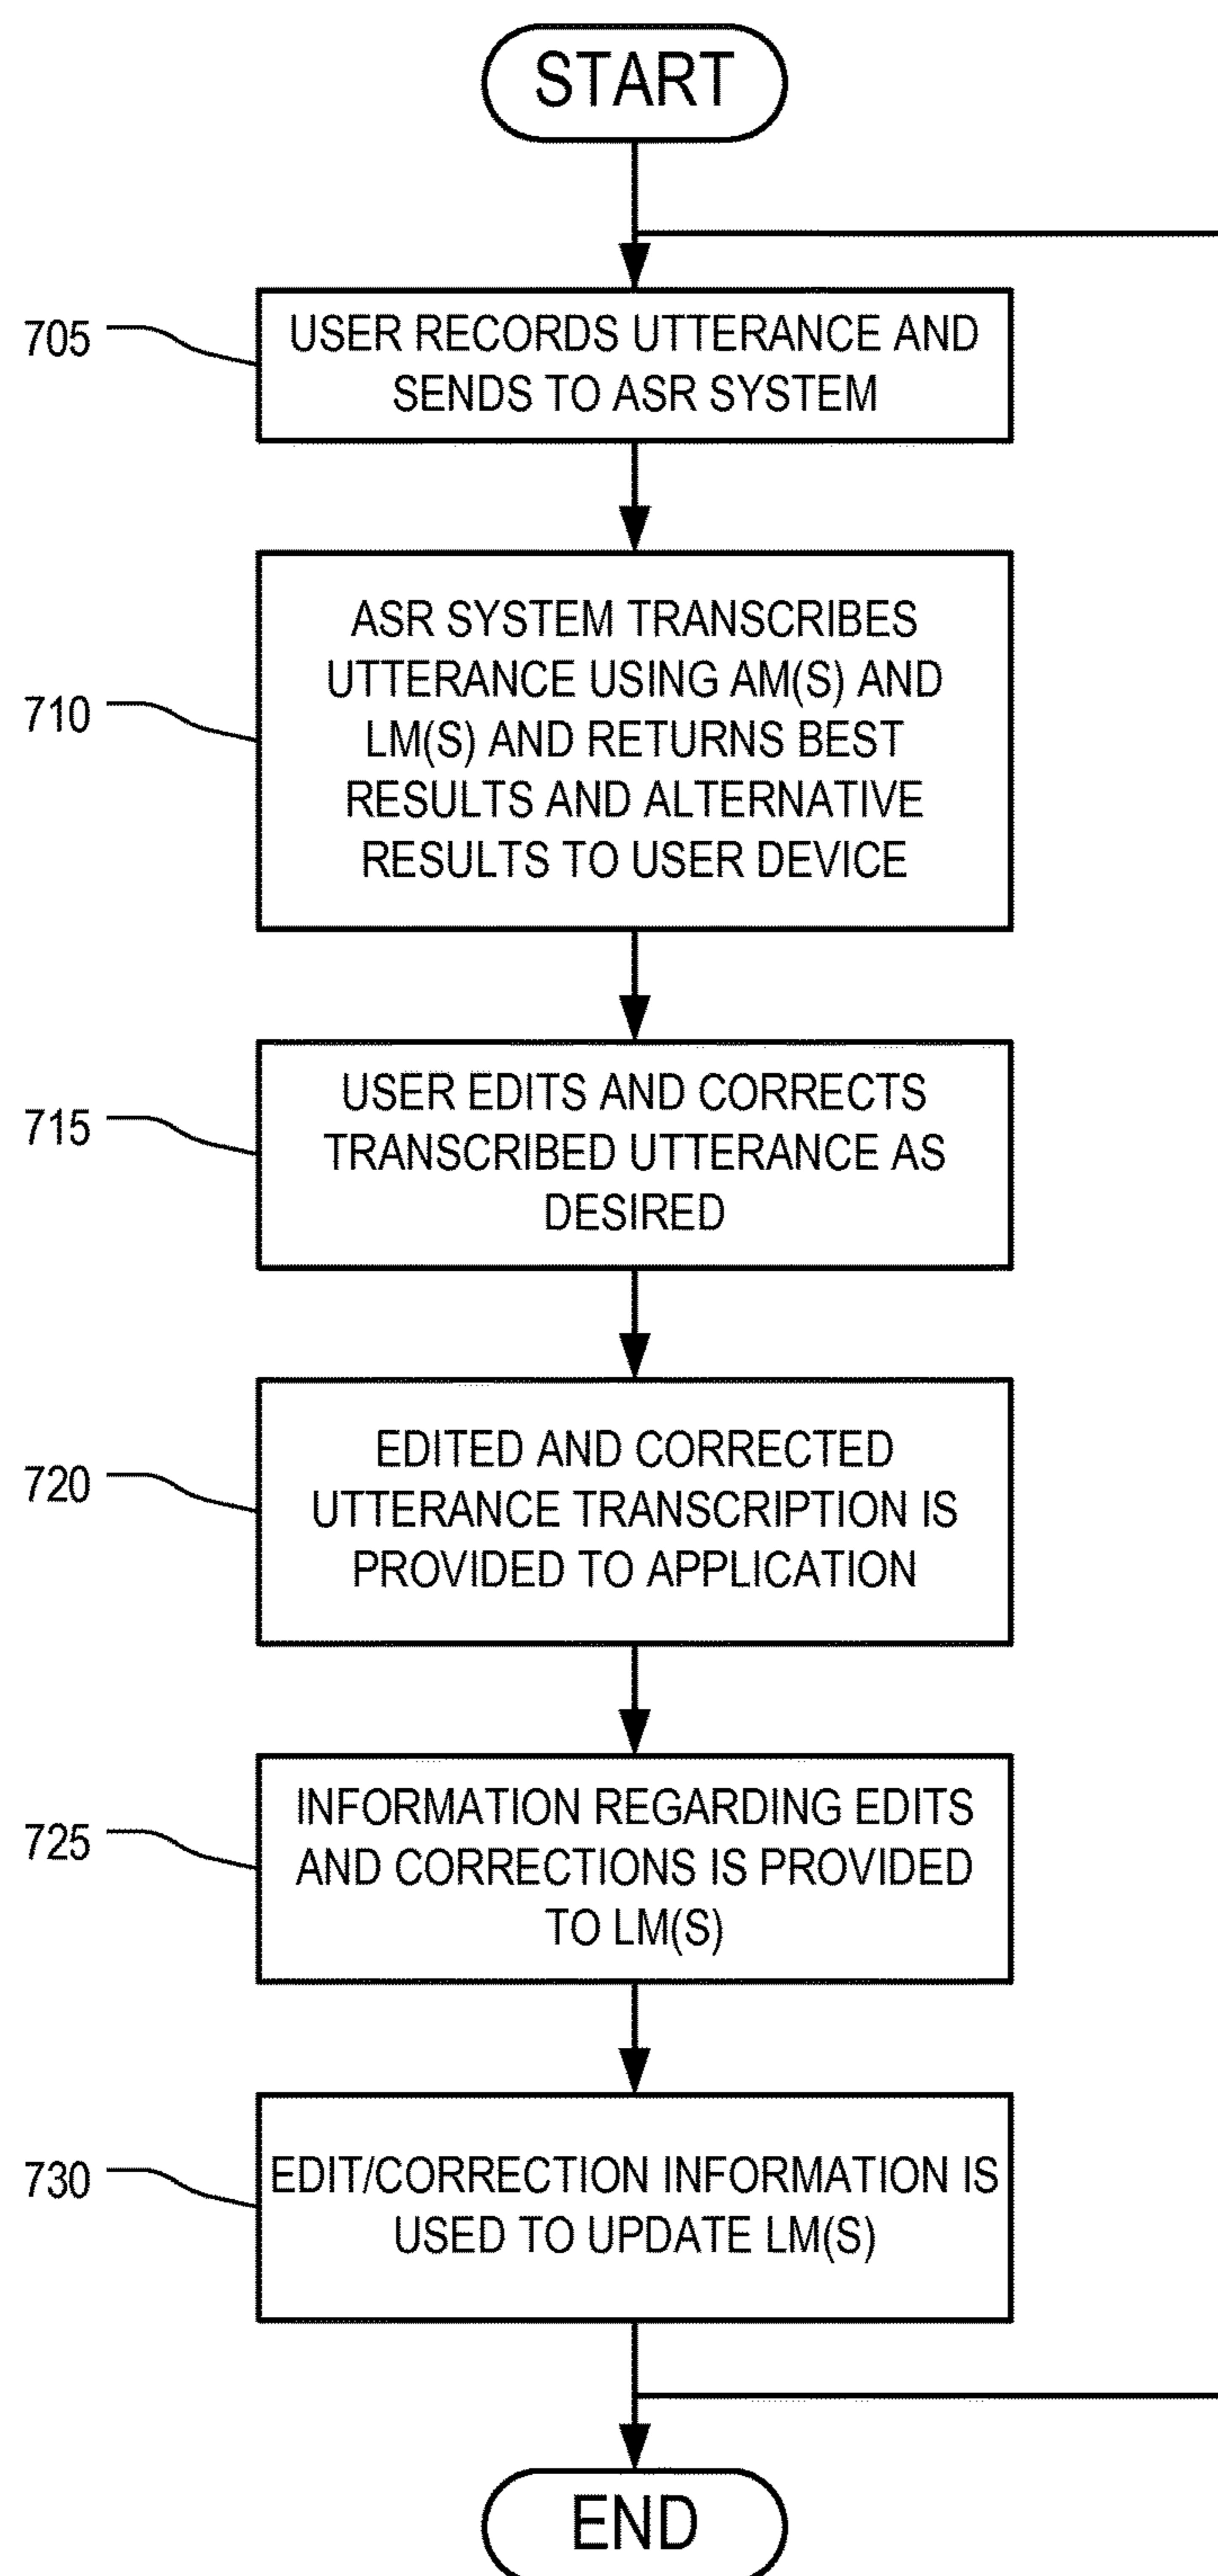 START
705
USER RECORDS UTTERANCE AND
SENDS TO ASR SYSTEM
710
ASR SYSTEM TRANSCRIBES
UTTERANCE USING AM(S) AND
LM(S) AND RETURNS BEST
RESULTS AND ALTERNATIVE
RESULTS TO USER DEVICE
715
USER EDITS AND CORRECTS
TRANSCRIBED UTTERANCE AS
DESIRED
720
EDITED AND CORRECTED
UTTERANCE TRANSCRIPTION IS
PROVIDED TO APPLICATION
725
INFORMATION REGARDING EDITS
AND CORRECTIONS IS PROVIDED
TO LM(S)
730
EDIT/CORRECTION INFORMATION IS
USED TO UPDATE LM(S)
END